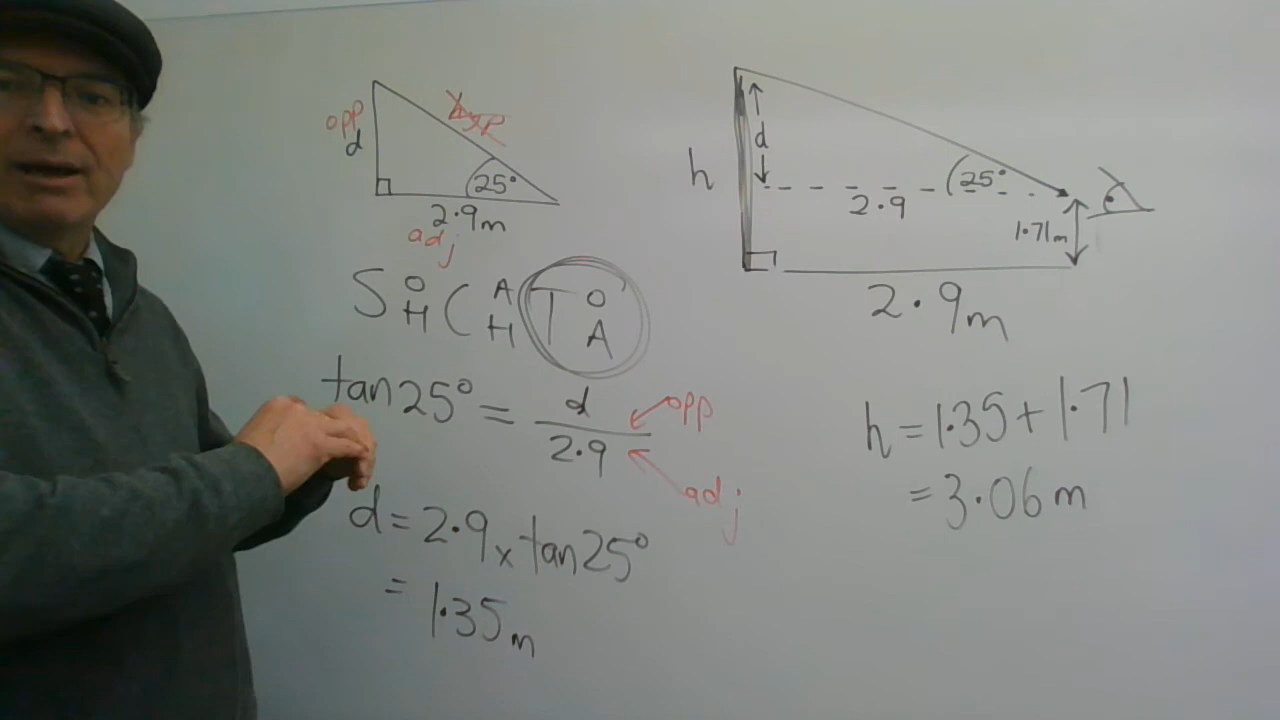 opp
d
hyp
25°
2.9m
adj
S O H C A H T O A
tan25° = d / 2.9
opp
adj
d = 2.9 x tan25°
= 1.35m
h
d
25°
2.9
1.71m
2.9m
h = 1.35 + 1.71
= 3.06m